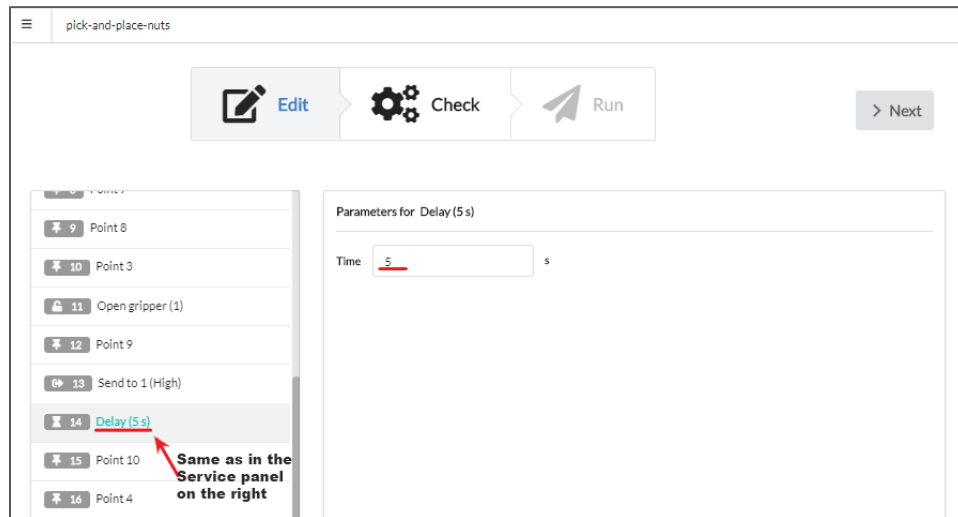 ☰ pick-and-place-nuts
Edit
Check
Run
> Next
9 Point 8
10 Point 3
11 Open gripper (1)
12 Point 9
13 Send to 1 (High)
14 Delay (5 s)
15 Point 10
16 Point 4
Same as in the
Service panel
on the right
Parameters for Delay (5 s)
Time 5 s